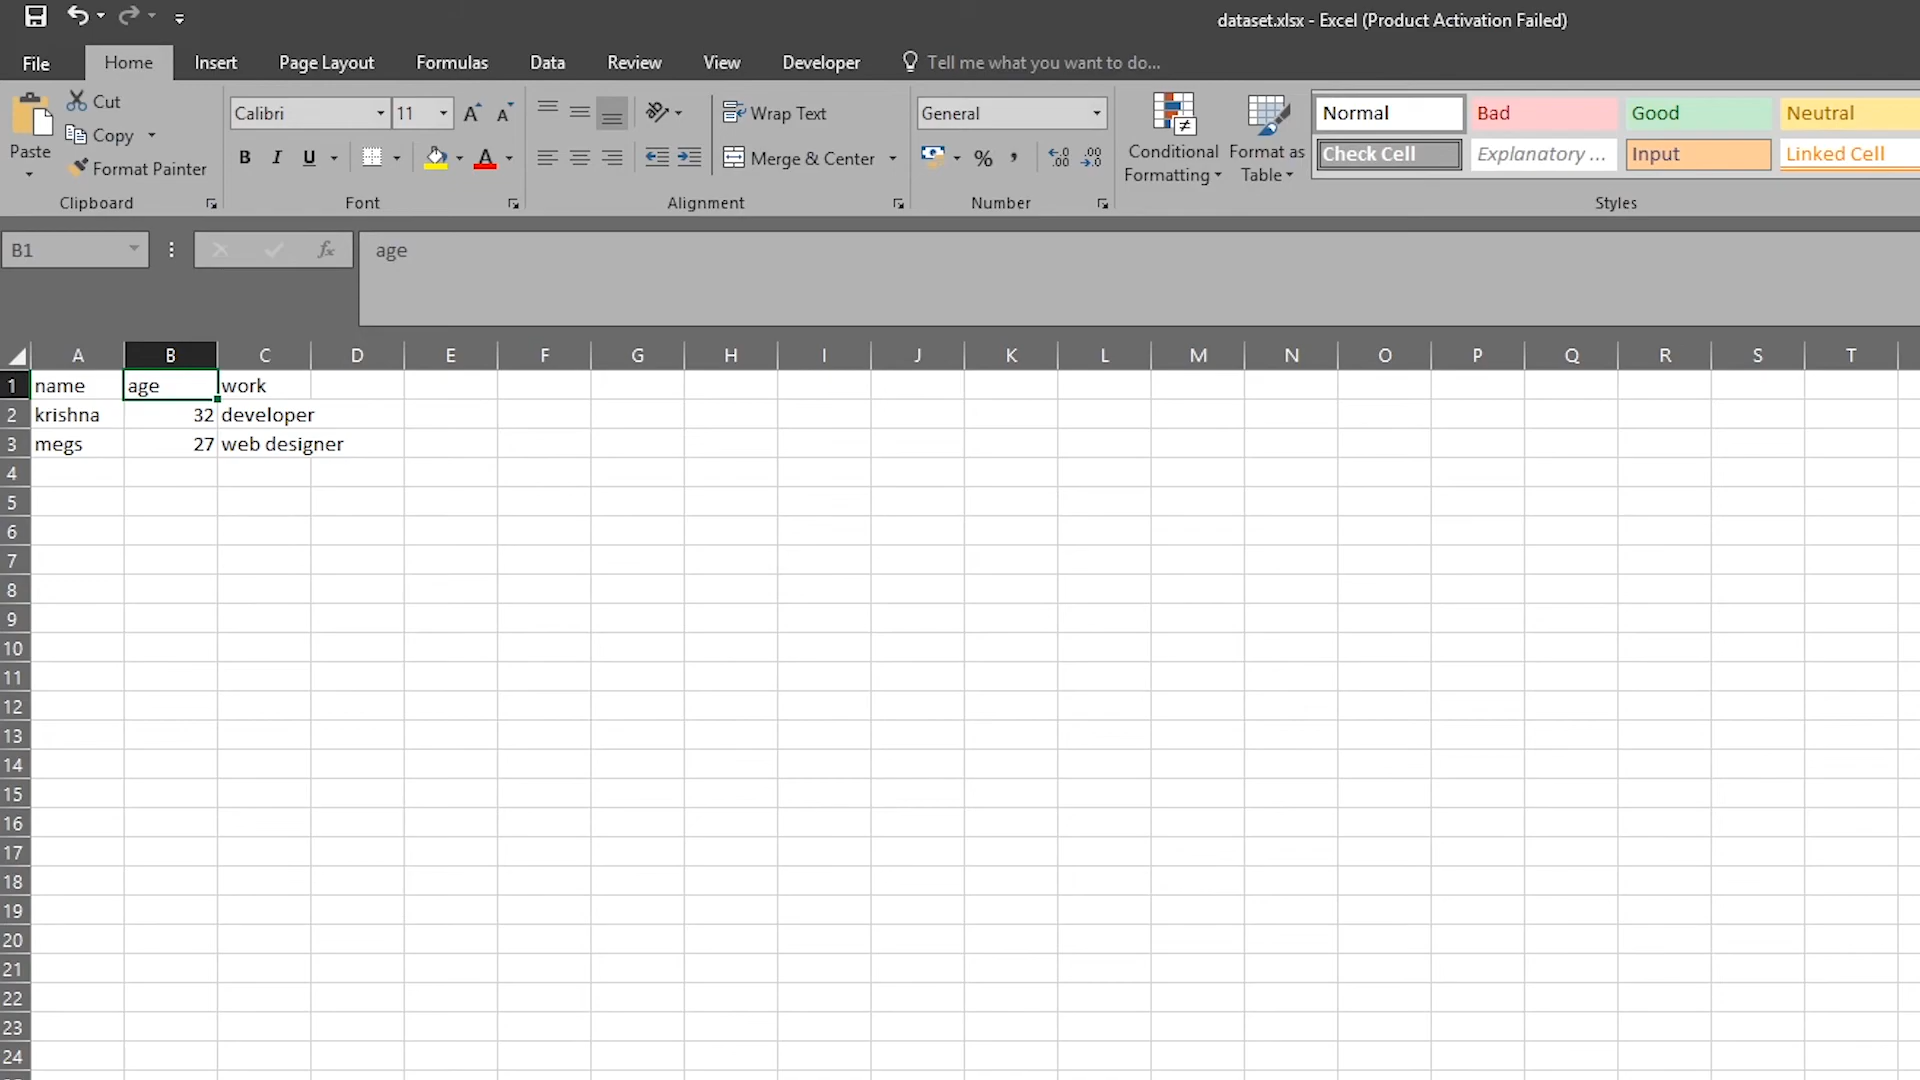 dataset.xlsx - Excel (Product Activation Failed)
File Home Insert Page Layout Formulas Data Review View Developer Tell me what you want to do...
Paste
Cut
Copy
Format Painter
Clipboard
Calibri 11
B I U A
Font
Wrap Text
Merge & Center
Alignment
General
% ,
Number
Conditional Formatting
Format as Table
Normal Bad Good Neutral
Check Cell Explanatory ... Input Linked Cell
Styles
B1 fx age
A B C D E F G H I J K L M N O P Q R S T
1 name age work
2 krishna 32 developer
3 megs 27 web designer
4
5
6
7
8
9
10
11
12
13
14
15
16
17
18
19
20
21
22
23
24